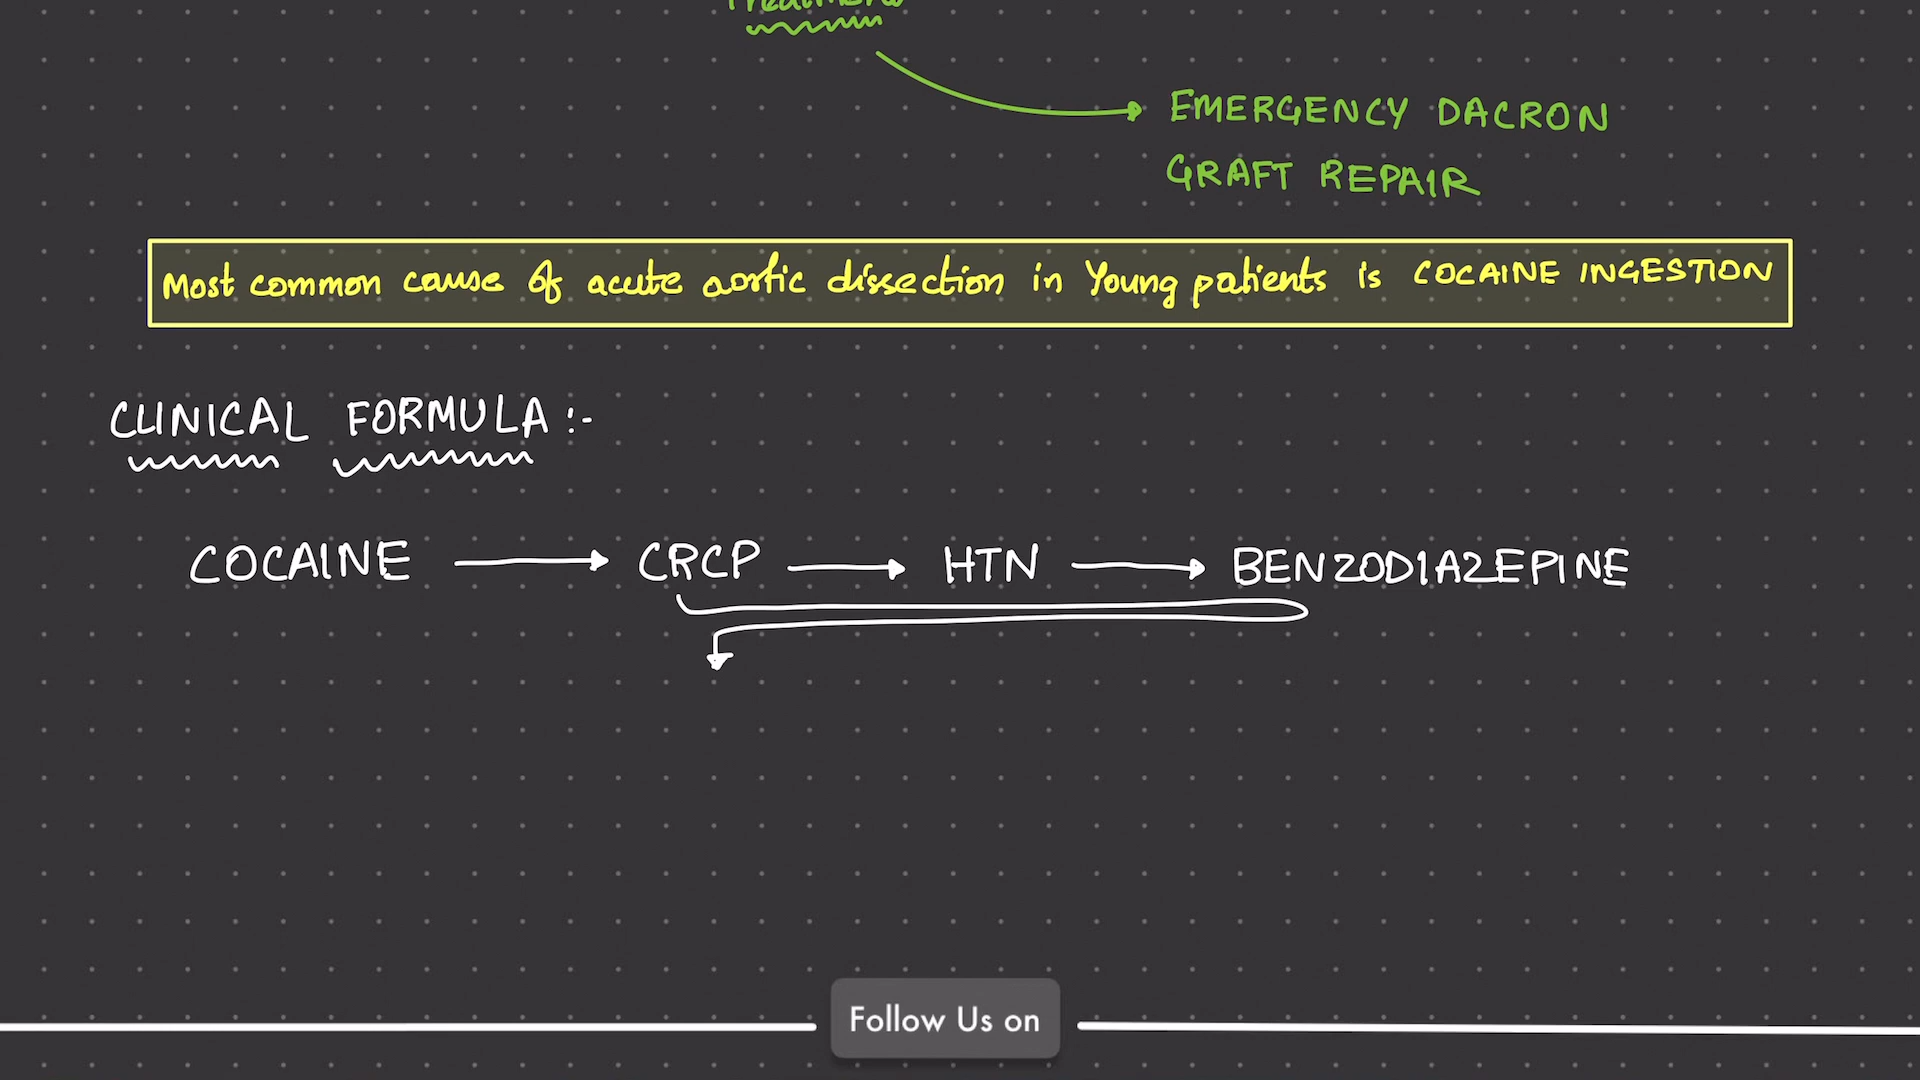 Treatment
EMERGENCY DACRON
GRAFT REPAIR
Most common cause of acute aortic dissection in Young patients is COCAINE INGESTION
CLINICAL FORMULA :-
COCAINE → CRCP → HTN → BENZODIAZEPINE
Follow Us on